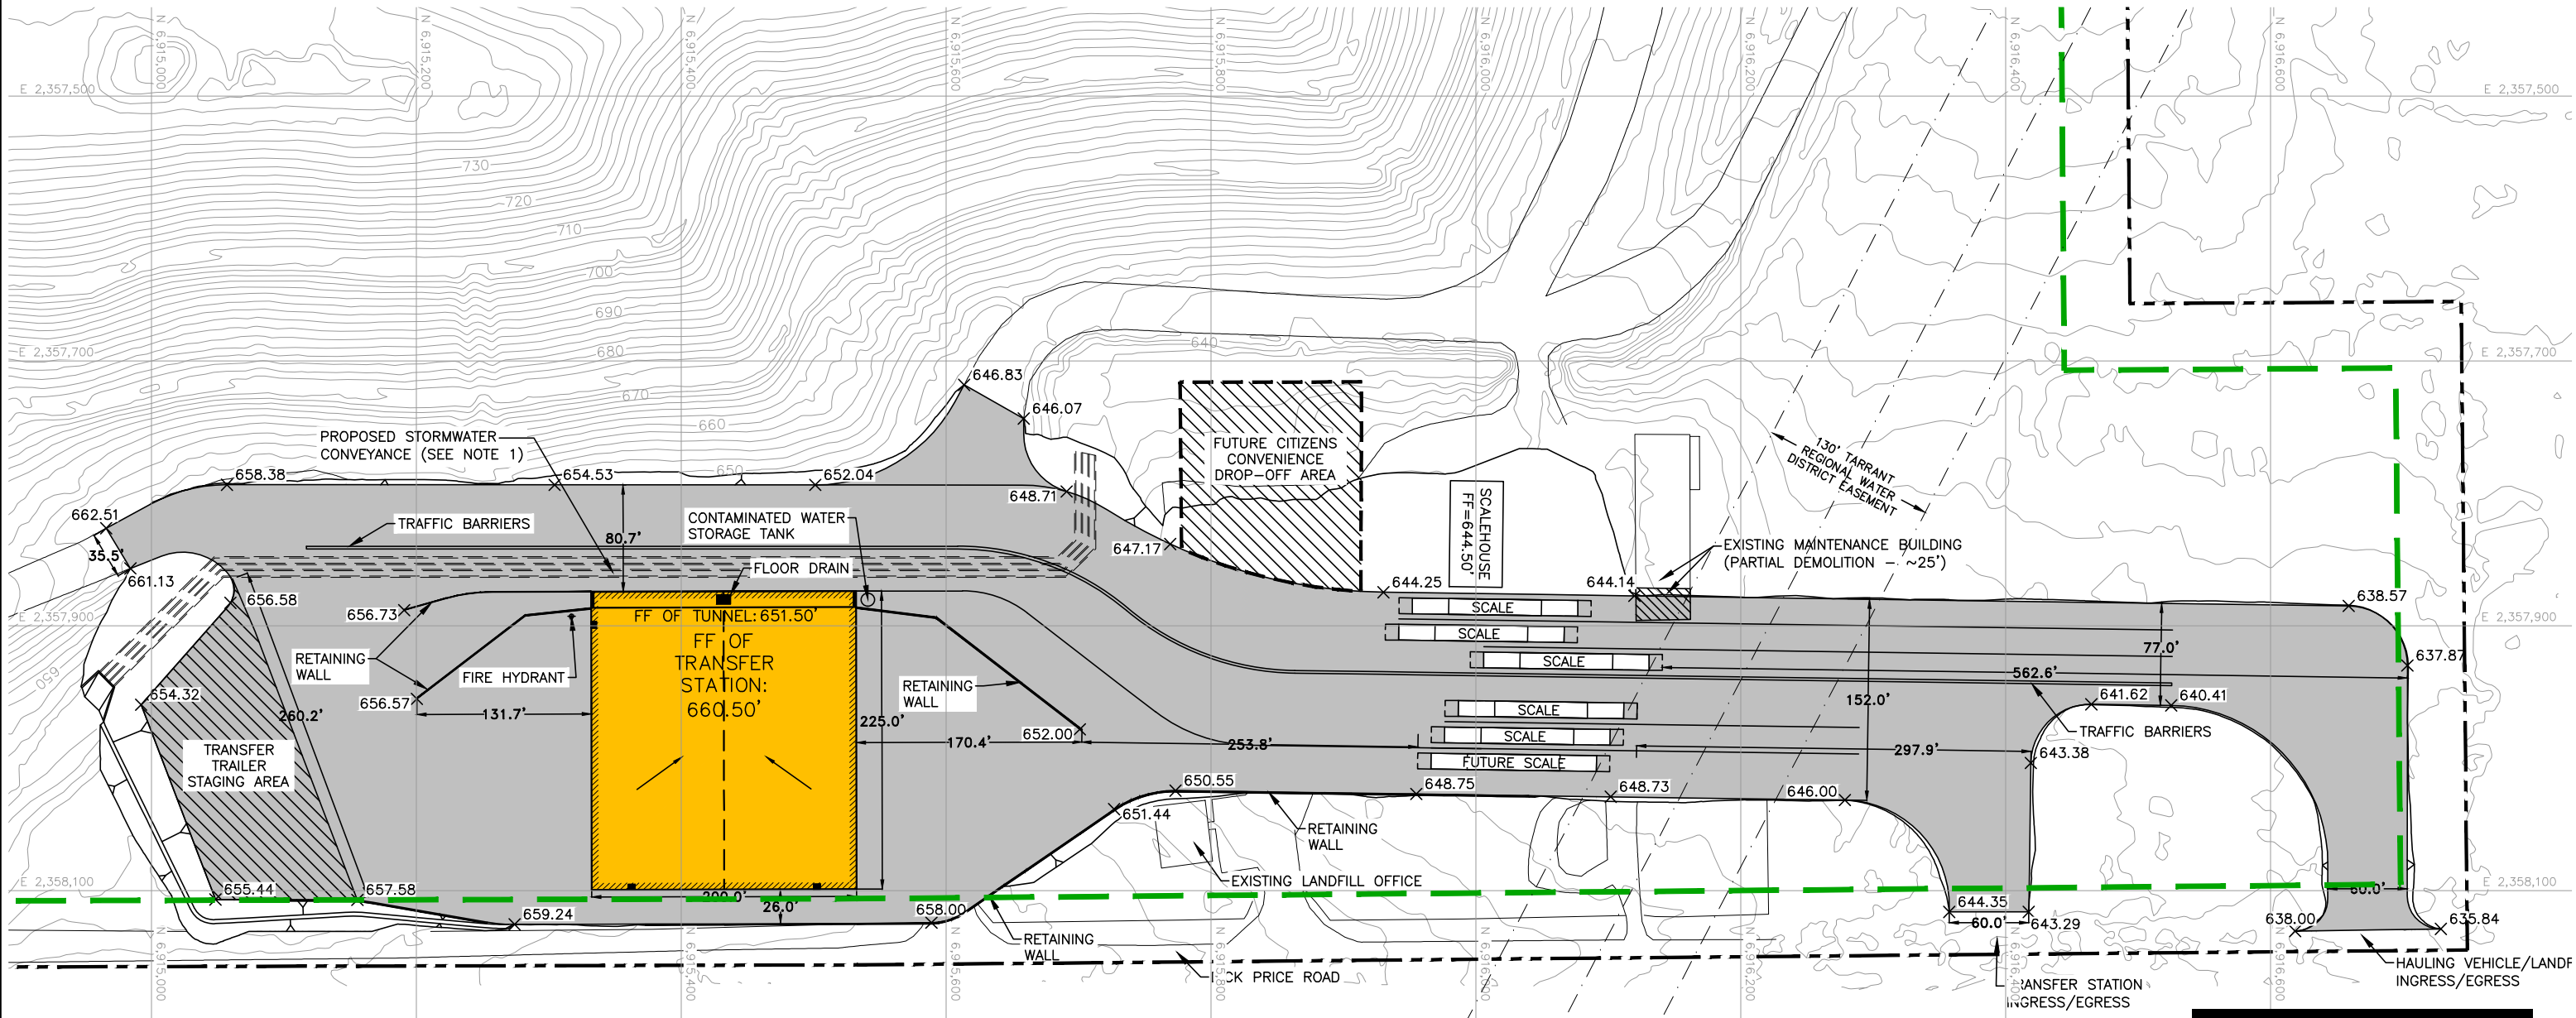 N 6,915,000
N 6,915,200
N 6,915,400
N 6,915,600
N 6,915,800
N 6,916,000
N 6,916,200
N 6,916,400
N 6,916,600
E 2,357,500
E 2,357,500
730
720
710
700
690
680
670
660
650
640
E 2,357,700
E 2,357,700
646.83
646.07
PROPOSED STORMWATER
CONVEYANCE (SEE NOTE 1)
FUTURE CITIZENS
CONVENIENCE
DROP-OFF AREA
130' TARRANT
REGIONAL WATER
DISTRICT EASEMENT
658.38
654.53
652.04
648.71
662.51
TRAFFIC BARRIERS
CONTAMINATED WATER
STORAGE TANK
80.7'
35.5'
647.17
SCALEHOUSE
FF=644.50'
EXISTING MAINTENANCE BUILDING
(PARTIAL DEMOLITION - ~25')
661.13
FLOOR DRAIN
644.25
644.14
638.57
656.58
656.73
FF OF TUNNEL: 651.50'
SCALE
E 2,357,900
E 2,357,900
FF OF
TRANSFER
STATION:
660.50'
SCALE
SCALE
77.0'
637.87
562.6'
RETAINING
WALL
FIRE HYDRANT
650
654.32
656.57
131.7'
260.2'
RETAINING
WALL
225.0'
652.00
170.4'
253.8'
SCALE
SCALE
FUTURE SCALE
152.0'
641.62
640.41
TRAFFIC BARRIERS
297.9'
643.38
TRANSFER
TRAILER
STAGING AREA
650.55
648.75
648.73
646.00
651.44
RETAINING
WALL
EXISTING LANDFILL OFFICE
E 2,358,100
E 2,358,100
655.44
657.58
200.0'
26.0'
60.0'
659.24
658.00
644.35
60.0'
643.29
638.00
635.84
RETAINING
WALL
CK PRICE ROAD
HAULING VEHICLE/LANDF
INGRESS/EGRESS
RANSFER STATION
INGRESS/EGRESS
N 6,915,000
N 6,915,400
N 6,915,600
N 6,915,800
N 6,916,000
N 6,916,200
N 6,916,400
N 6,916,600